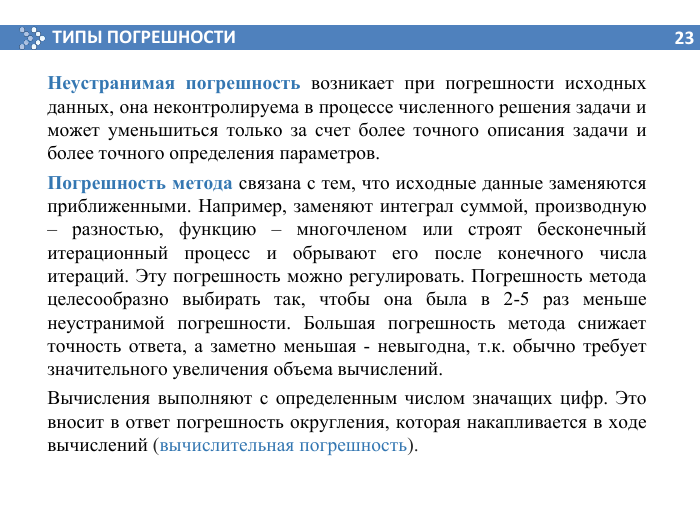 ТИПЫ ПОГРЕШНОСТИ
23
Неустранимая погрешность возникает при погрешности исходных
данных, она неконтролируема в процессе численного решения задачи и
может уменьшиться только за счет более точного описания задачи и
более точного определения параметров.
Погрешность метода связана с тем, что исходные данные заменяются
приближенными. Например, заменяют интеграл суммой, производную
– разностью, функцию – многочленом или строят бесконечный
итерационный процесс и обрывают его после конечного числа
итераций. Эту погрешность можно регулировать. Погрешность метода
целесообразно выбирать так, чтобы она была в 2-5 раз меньше
неустранимой погрешности. Большая погрешность метода снижает
точность ответа, а заметно меньшая - невыгодна, т.к. обычно требует
значительного увеличения объема вычислений.
Вычисления выполняют с определенным числом значащих цифр. Это
вносит в ответ погрешность округления, которая накапливается в ходе
вычислений (вычислительная погрешность).